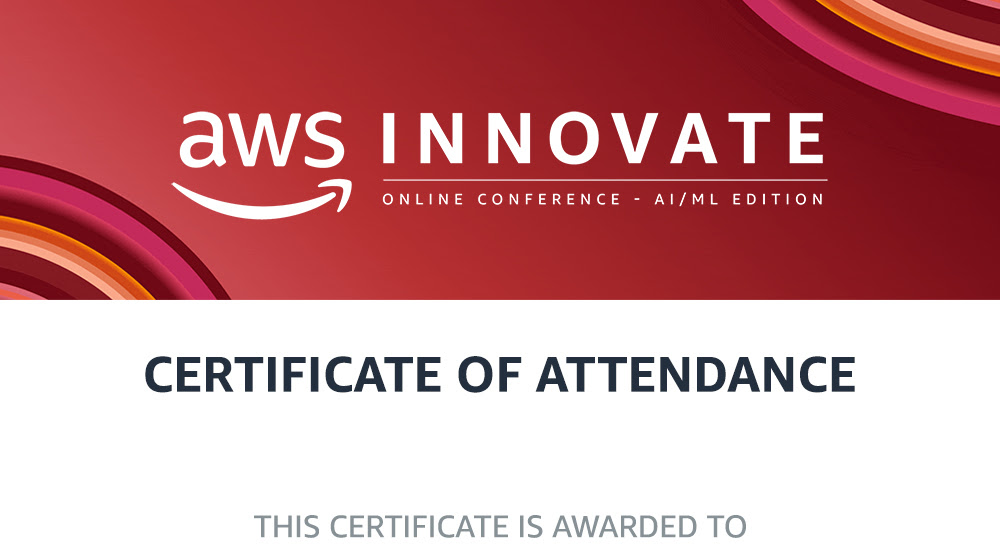 aws INNOVATE
ONLINE CONFERENCE - AI/ML EDITION
CERTIFICATE OF ATTENDANCE
THIS CERTIFICATE IS AWARDED TO